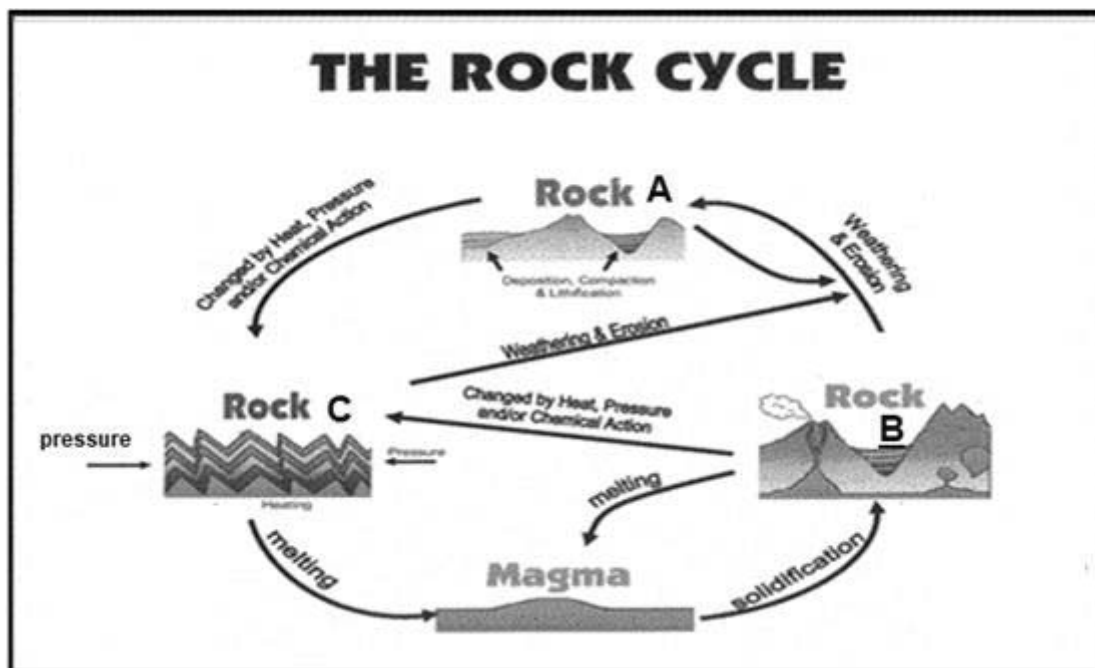 THE ROCK CYCLE
Rock A
Deposition, Compaction
& Lithification
Changed by Heat, Pressure
and/or Chemical Action
Weathering
& Erosion
Weathering & Erosion
Changed by Heat, Pressure
and/or Chemical Action
Rock C
pressure
Pressure
Heating
Rock
B
melting
melting
Magma
solidification